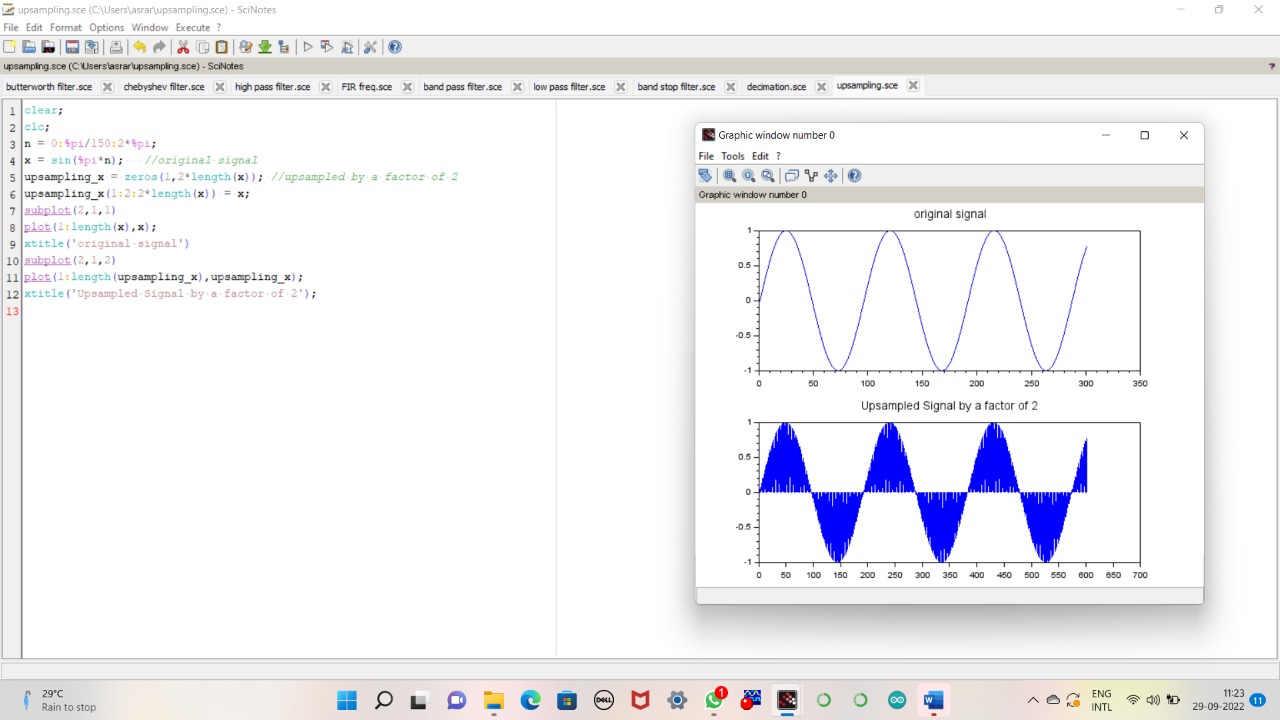 upsampling.sce (C:\Users\asrar\upsampling.sce) - SciNotes
File Edit Format Options Window Execute ?
upsampling.sce (C:\Users\asrar\upsampling.sce) - SciNotes ?
butterworth filter.sce chebyshev filter.sce high pass filter.sce FIR freq.sce band pass filter.sce low pass filter.sce band stop filter.sce decimation.sce upsampling.sce
1 clear;
2 clc;
3 n = 0:%pi/150:2*%pi;
4 x = sin(%pi*n); //original signal
5 upsampling_x = zeros(1,2*length(x)); //upsampled by a factor of 2
6 upsampling_x(1:2:2*length(x)) = x;
7 subplot(2,1,1)
8 plot(1:length(x),x);
9 xtitle('original signal')
10 subplot(2,1,2)
11 plot(1:length(upsampling_x),upsampling_x);
12 xtitle('Upsampled Signal by a factor of 2');
13
Graphic window number 0
File Tools Edit ?
Graphic window number 0
original signal
1
0.5
0
-0.5
-1
0 50 100 150 200 250 300 350
Upsampled Signal by a factor of 2
1
0.5
0
-0.5
-1
0 50 100 150 200 250 300 350 400 450 500 550 600 650 700
29°C
Rain to stop
DELL
1
W
ENG
INTL
11:23
29-09-2022
11